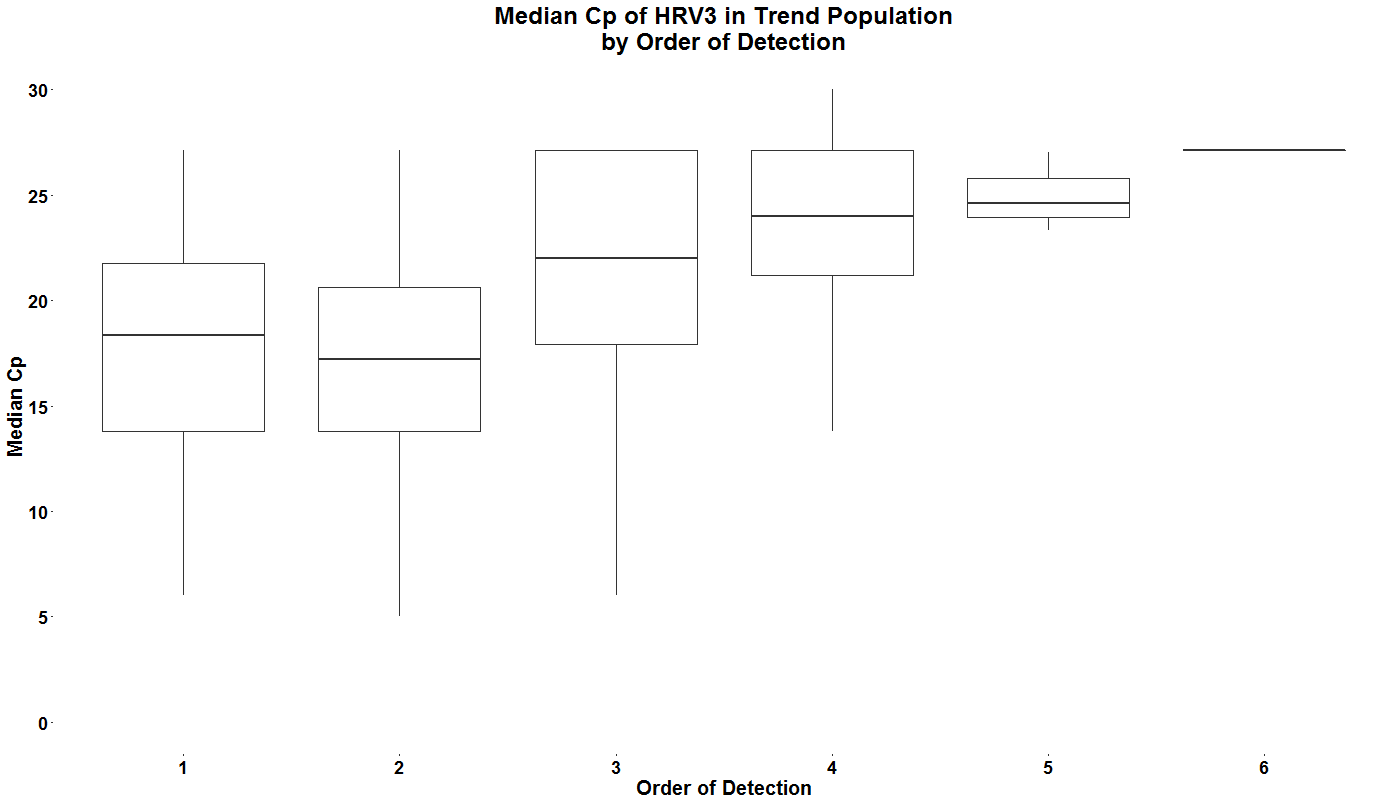 Median Cp of HRV3 in Trend Population
by Order of Detection
30
25
20
15
10
5
0
Median Cp
1 2 3 4 5 6
Order of Detection